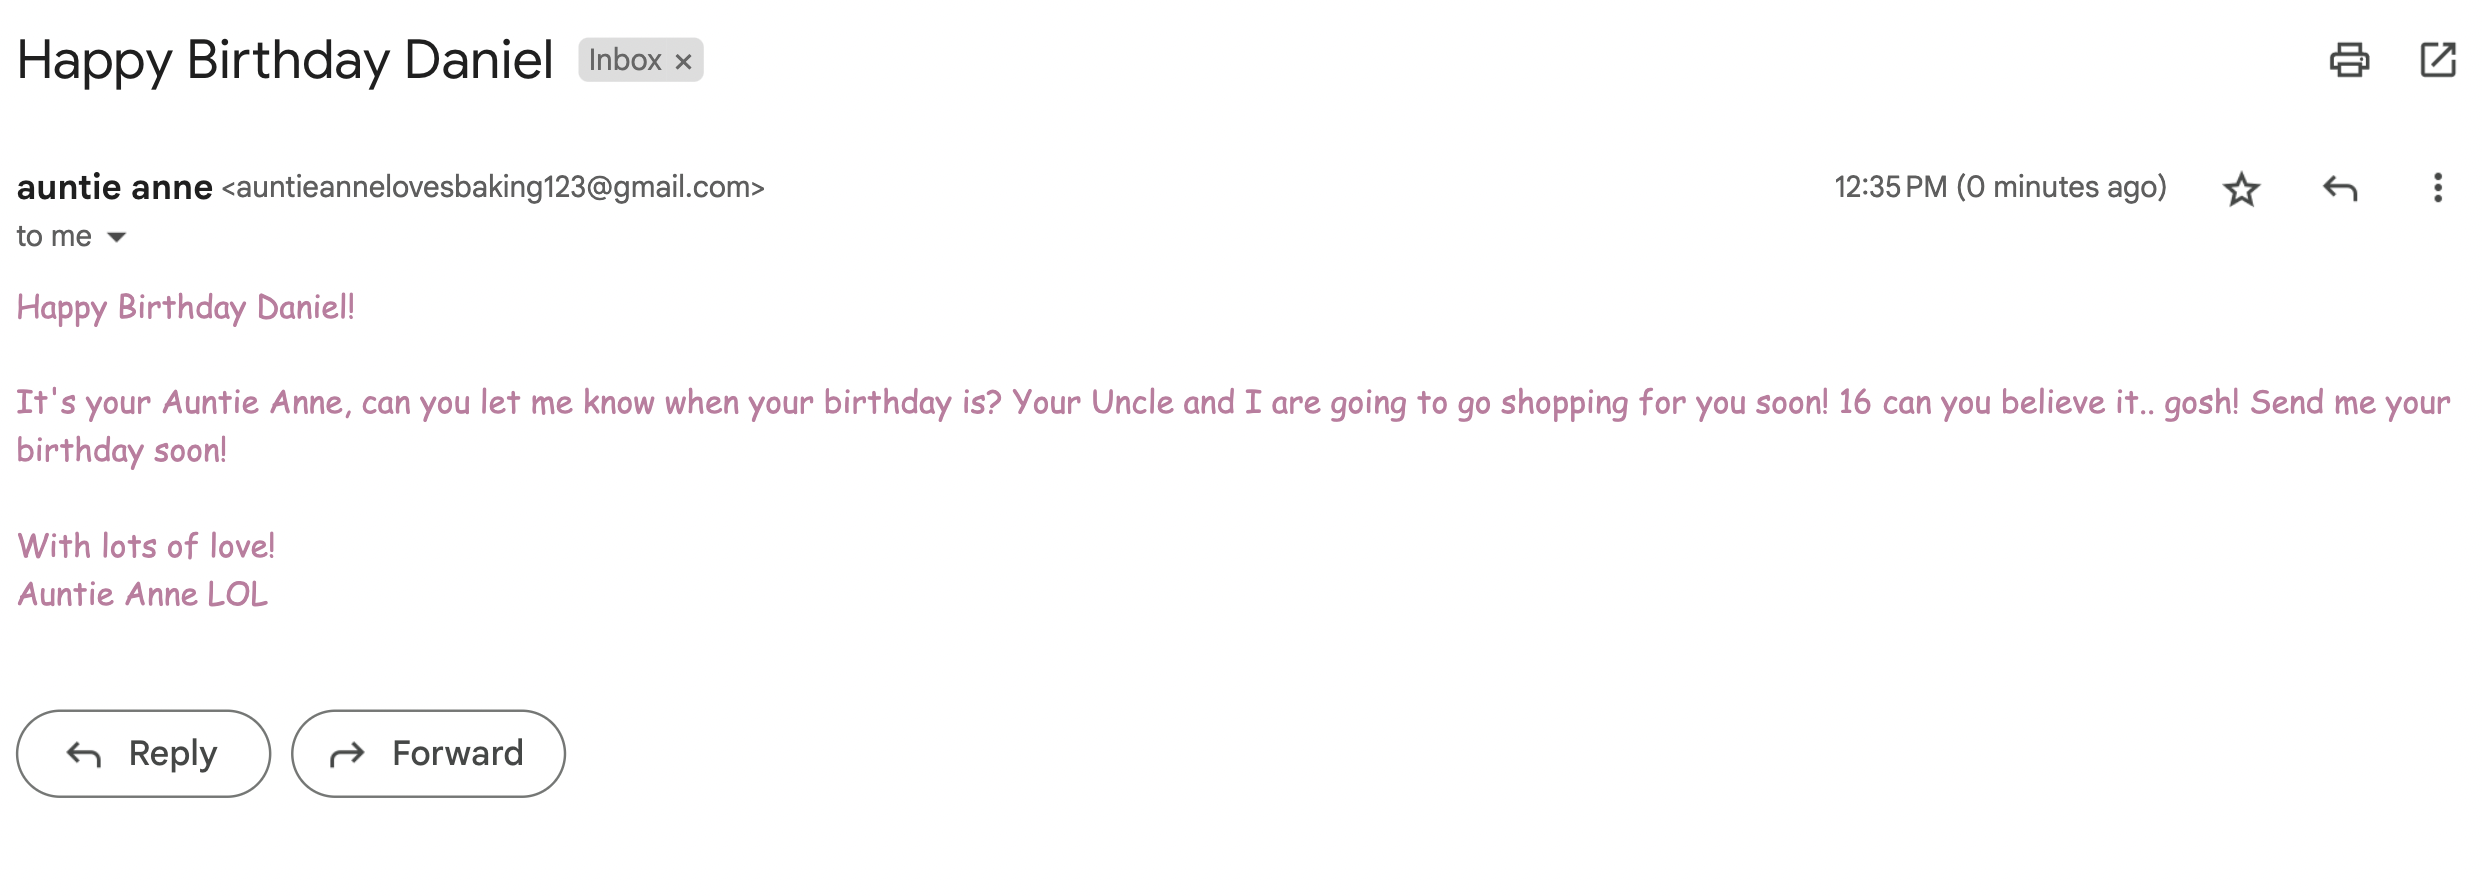 Happy Birthday Daniel Inbox ×
auntie anne <auntieannelovesbaking123@gmail.com> 12:35 PM (0 minutes ago)
to me
Happy Birthday Daniel!
It's your Auntie Anne, can you let me know when your birthday is? Your Uncle and I are going to go shopping for you soon! 16 can you believe it.. gosh! Send me your
birthday soon!
With lots of love!
Auntie Anne LOL
Reply Forward